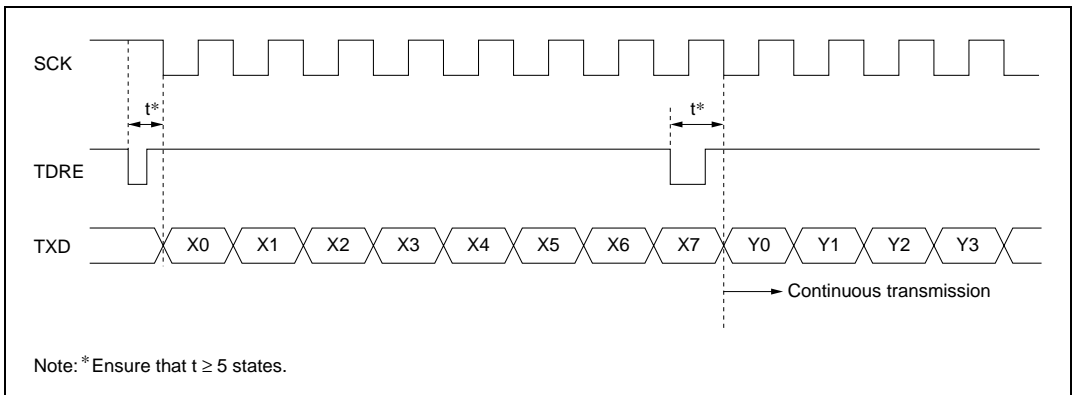 SCK
t*
t*
TDRE
TXD
X0 X1 X2 X3 X4 X5 X6 X7 Y0 Y1 Y2 Y3
Continuous transmission
Note: * Ensure that t ≥ 5 states.